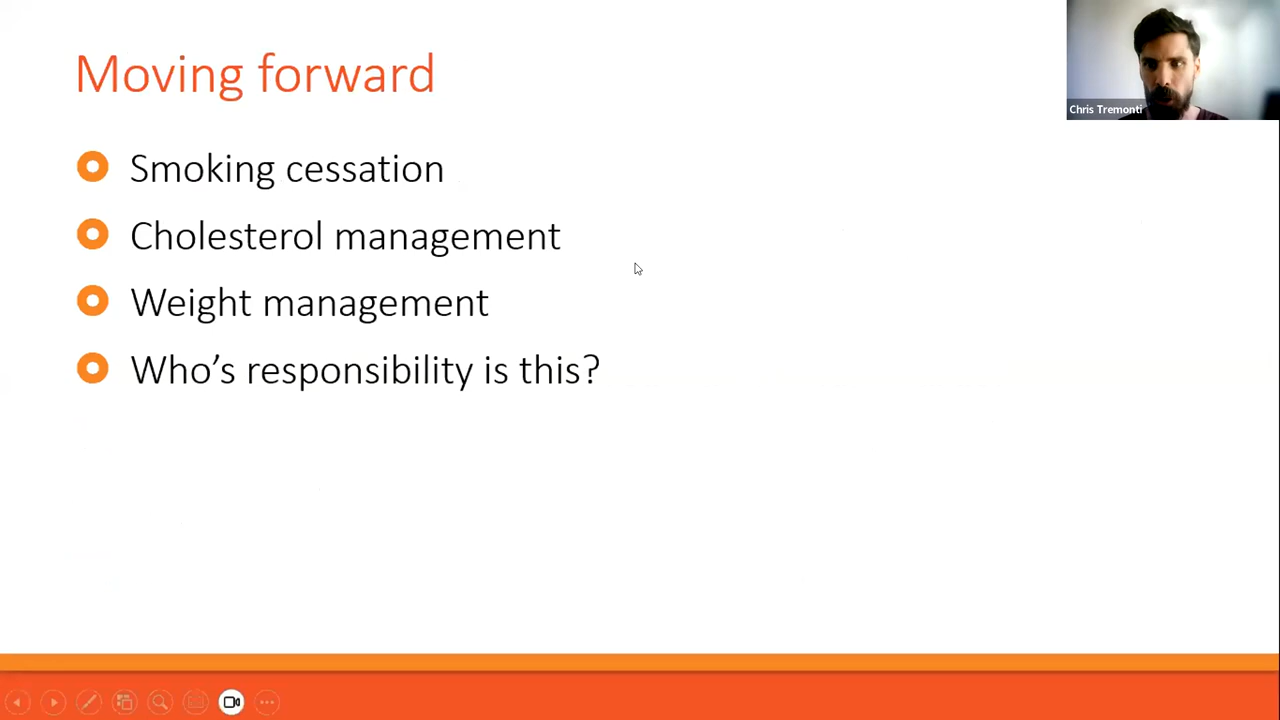 Moving forward
Chris Tremonti
Smoking cessation
Cholesterol management
Weight management
Who’s responsibility is this?